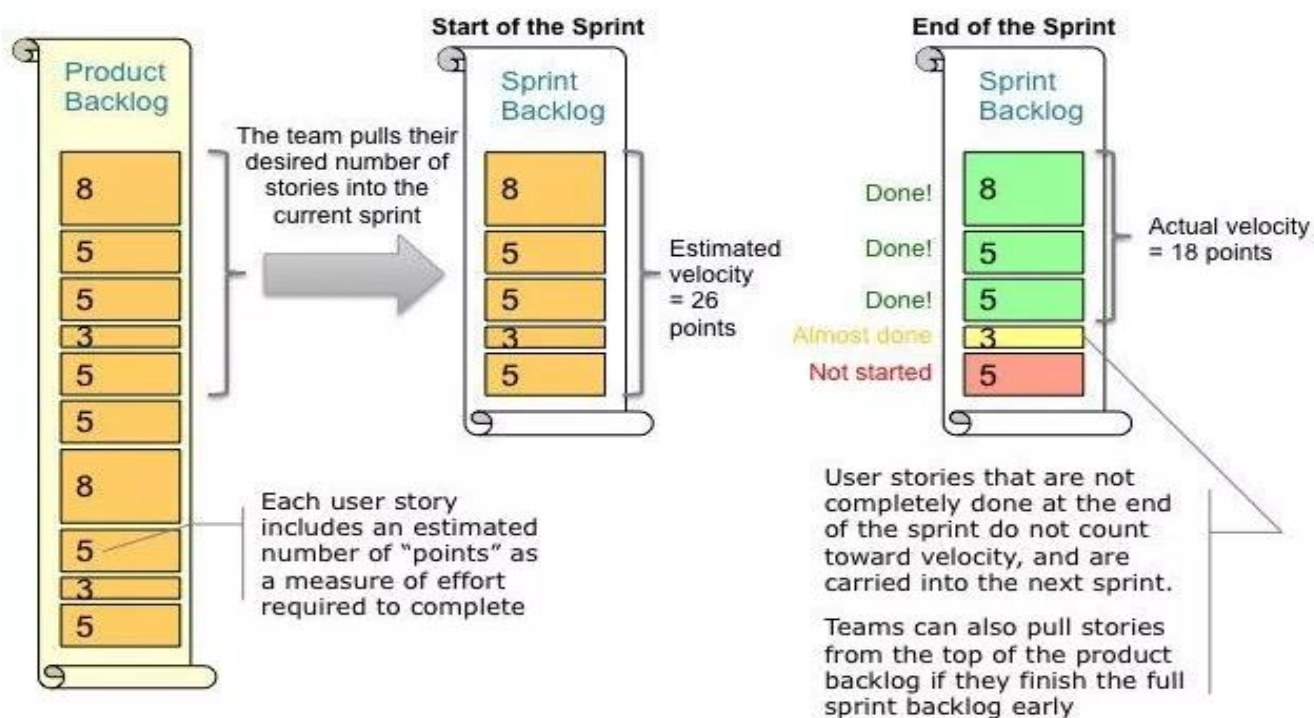 Product
Backlog
8
5
5
3
5
5
8
5
3
5
The team pulls their
desired number of
stories into the
current sprint
Each user story
includes an estimated
number of “points” as
a measure of effort
required to complete
Start of the Sprint
Sprint
Backlog
8
5
5
3
5
Estimated
velocity
= 26
points
End of the Sprint
Sprint
Backlog
Done! 8
Done! 5
Done! 5
Almost done 3
Not started 5
Actual velocity
= 18 points
User stories that are not
completely done at the end
of the sprint do not count
toward velocity, and are
carried into the next sprint.
Teams can also pull stories
from the top of the product
backlog if they finish the full
sprint backlog early